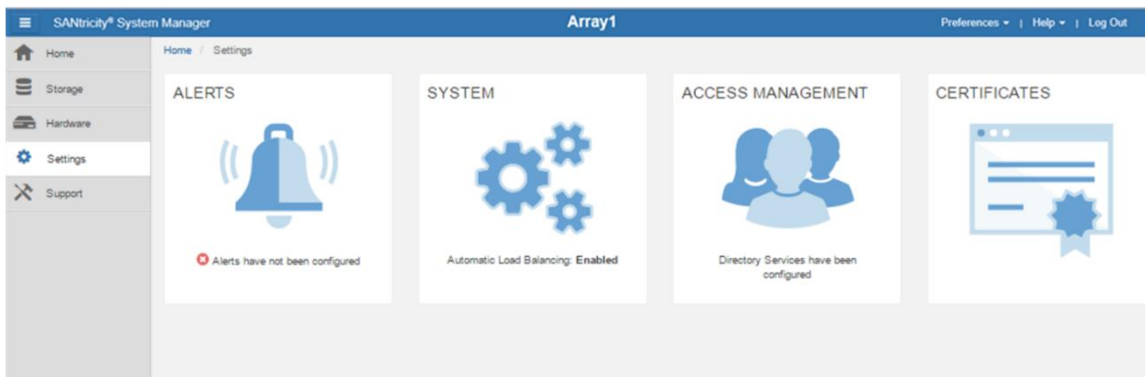 SANtricity® System Manager
Array1
Preferences | Help | Log Out
Home
Storage
Hardware
Settings
Support
Home / Settings
ALERTS
Alerts have not been configured
SYSTEM
Automatic Load Balancing: Enabled
ACCESS MANAGEMENT
Directory Services have been
configured
CERTIFICATES